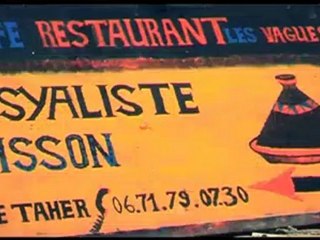 FE RESTAURANT LES VAGUES
SYALISTE
ISSON
E TAHER 06.71.79.07.30